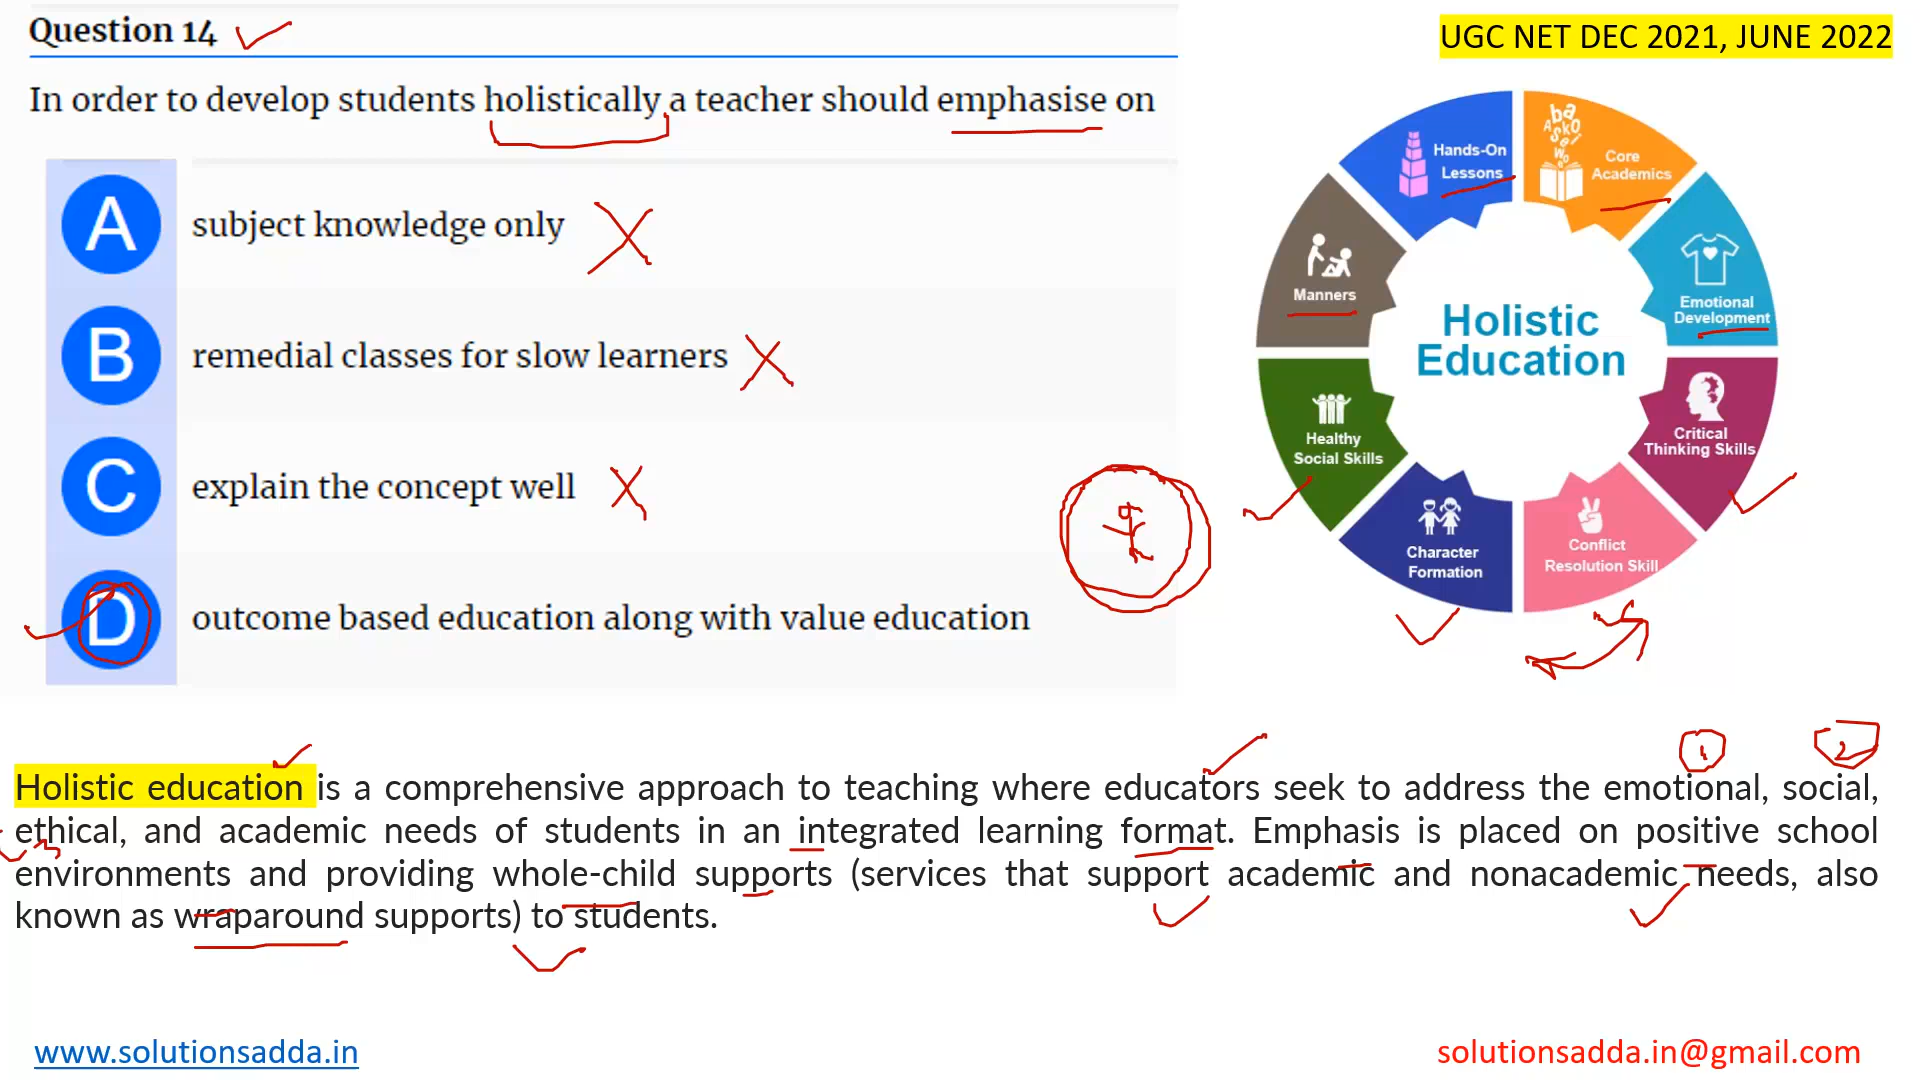 Question 14
UGC NET DEC 2021, JUNE 2022
In order to develop students holistically a teacher should emphasise on
A subject knowledge only
B remedial classes for slow learners
C explain the concept well
D outcome based education along with value education
Hands-On
Lessons
Core
Academics
Emotional
Development
Critical
Thinking Skills
Conflict
Resolution Skill
Character
Formation
Healthy
Social Skills
Manners
Holistic
Education
1
2
Holistic education is a comprehensive approach to teaching where educators seek to address the emotional, social,
ethical, and academic needs of students in an integrated learning format. Emphasis is placed on positive school
environments and providing whole-child supports (services that support academic and nonacademic needs, also
known as wraparound supports) to students.
www.solutionsadda.in
solutionsadda.in@gmail.com